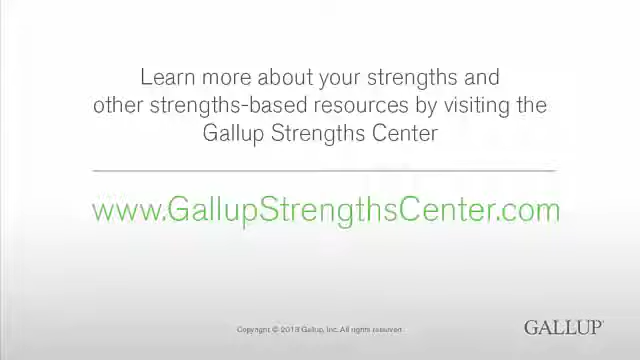 Learn more about your strengths and
other strengths-based resources by visiting the
Gallup Strengths Center
www.GallupStrengthsCenter.com
Copyright © 2013 Gallup, Inc. All rights reserved.
GALLUP®